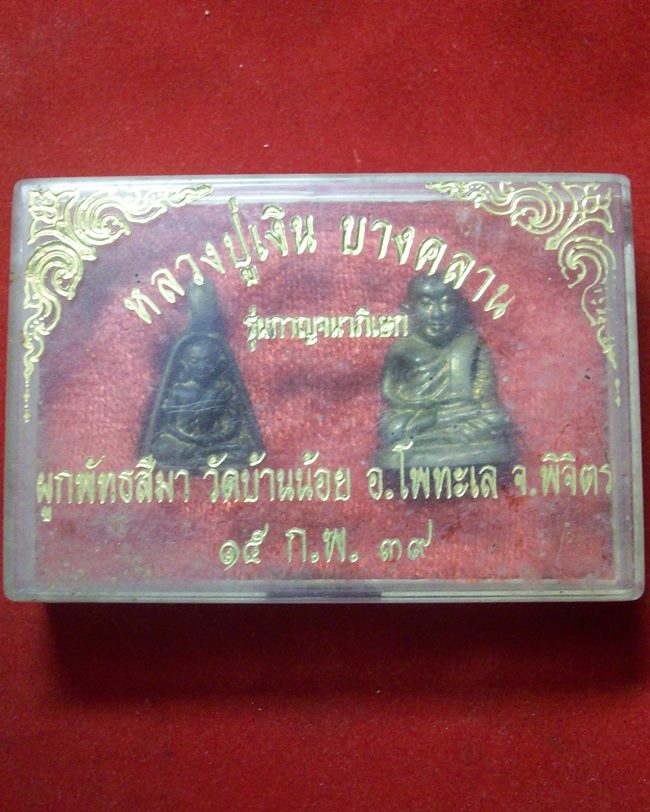 หลวงปู่เงิน บางคลาน
รุ่นกาญจนาภิเษก
ผูกพัทธสีมา วัดบ้านน้อย อ.โพทะเล จ.พิจิตร
๑๕ ก.พ. ๓๙